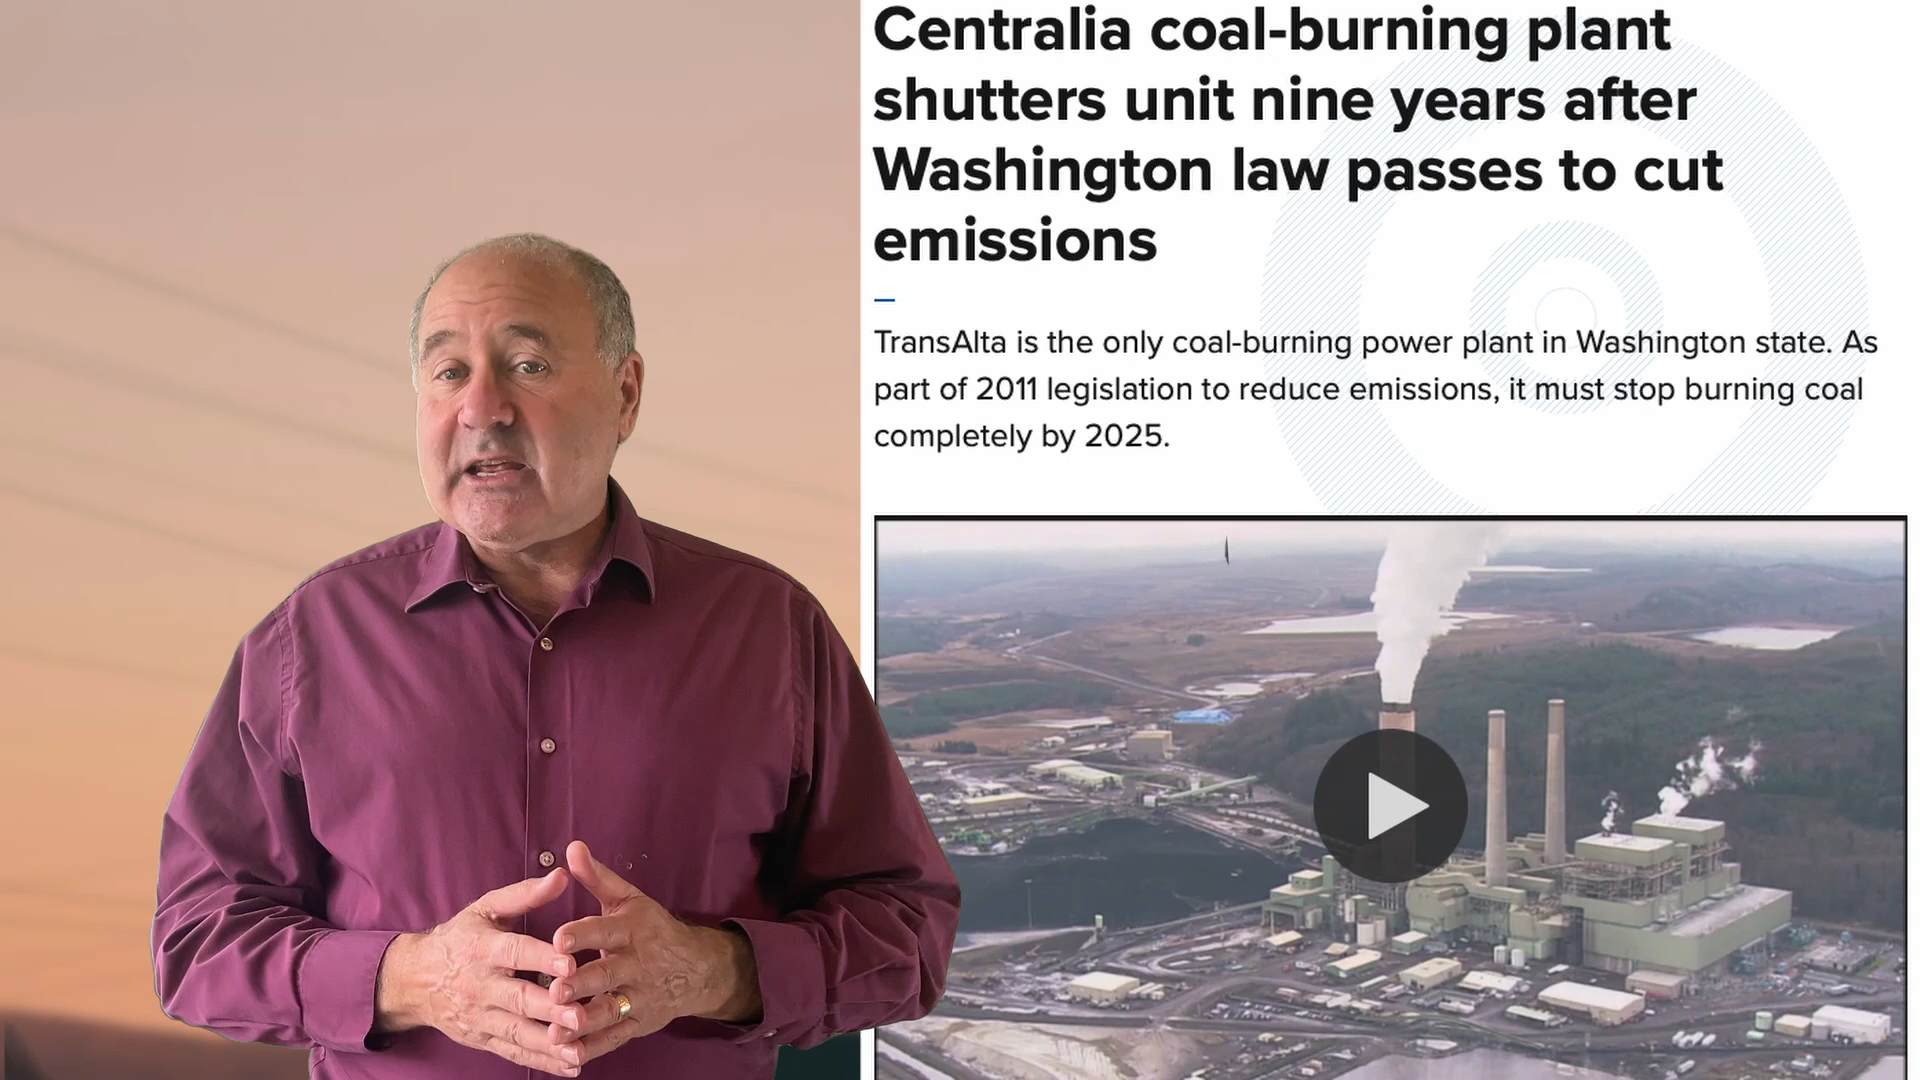 Centralia coal-burning plant
shutters unit nine years after
Washington law passes to cut
emissions
TransAlta is the only coal-burning power plant in Washington state. As
part of 2011 legislation to reduce emissions, it must stop burning coal
completely by 2025.